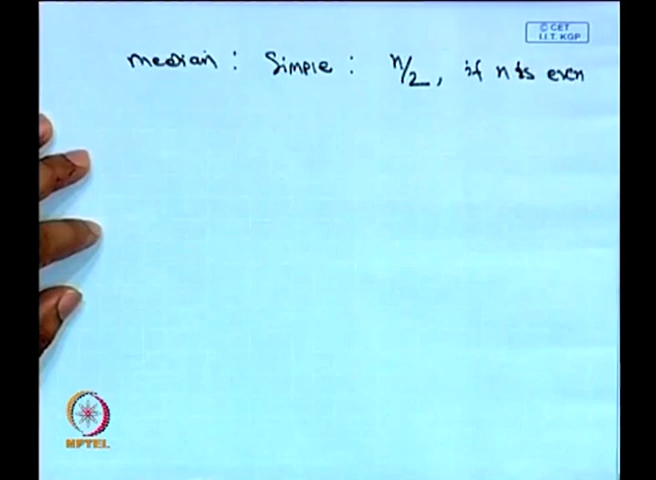 © CET
I.I.T. KGP
median : Simple : n/2, if n is even
NPTEL